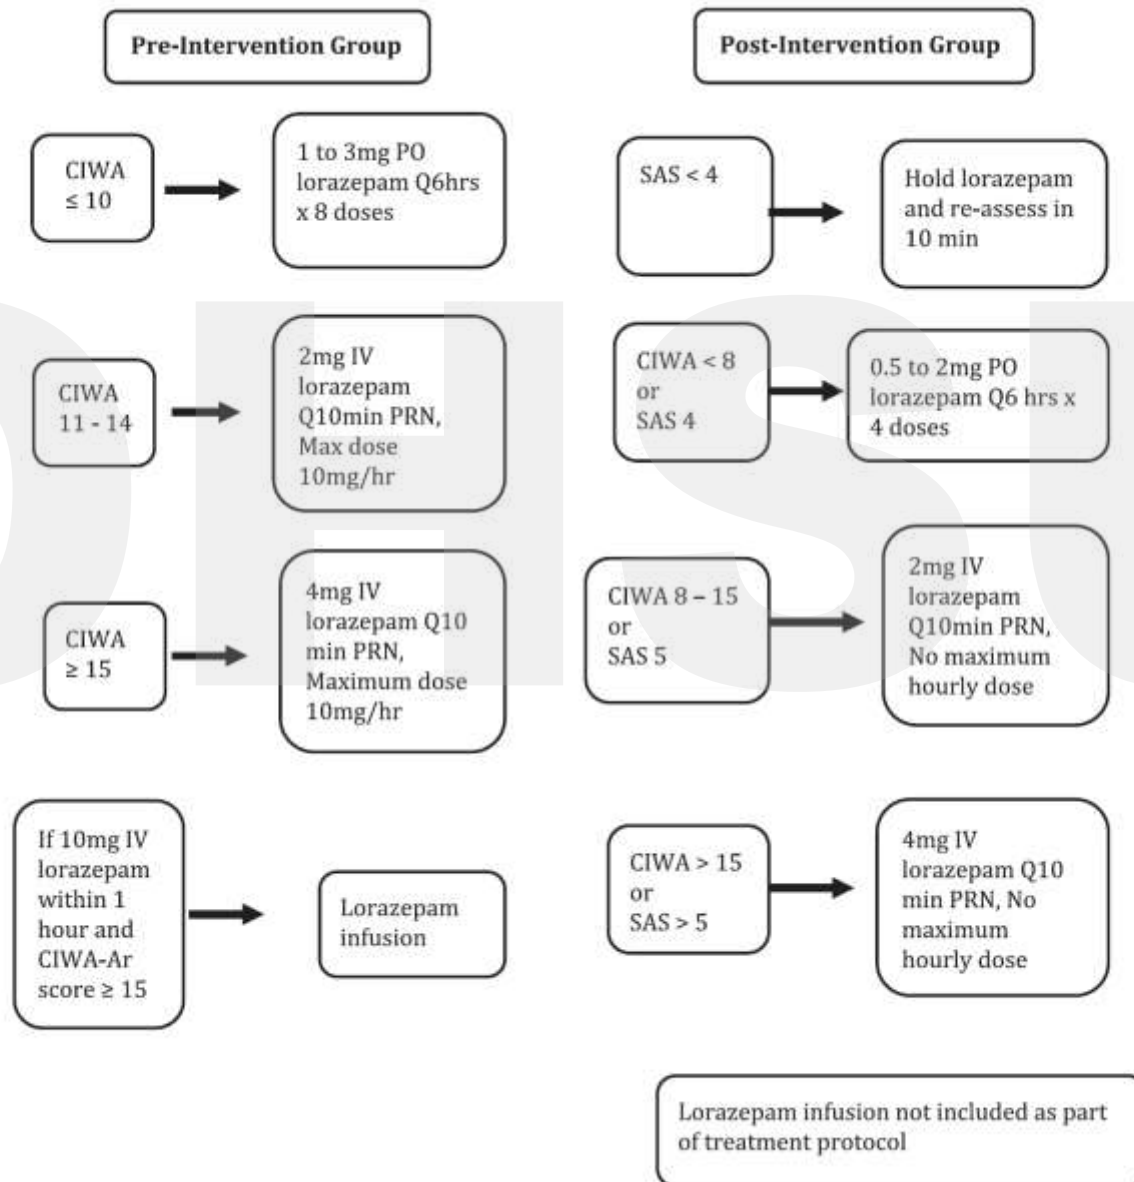 Pre-Intervention Group
CIWA
≤ 10
1 to 3mg PO
lorazepam Q6hrs
x 8 doses
CIWA
11 - 14
2mg IV
lorazepam
Q10min PRN,
Max dose
10mg/hr
CIWA
≥ 15
4mg IV
lorazepam Q10
min PRN,
Maximum dose
10mg/hr
If 10mg IV
lorazepam
within 1
hour and
CIWA-Ar
score ≥ 15
Lorazepam
infusion
Post-Intervention Group
SAS < 4
Hold lorazepam
and re-assess in
10 min
CIWA < 8
or
SAS 4
0.5 to 2mg PO
lorazepam Q6 hrs x
4 doses
CIWA 8 – 15
or
SAS 5
2mg IV
lorazepam
Q10min PRN,
No maximum
hourly dose
CIWA > 15
or
SAS > 5
4mg IV
lorazepam Q10
min PRN, No
maximum
hourly dose
Lorazepam infusion not included as part
of treatment protocol